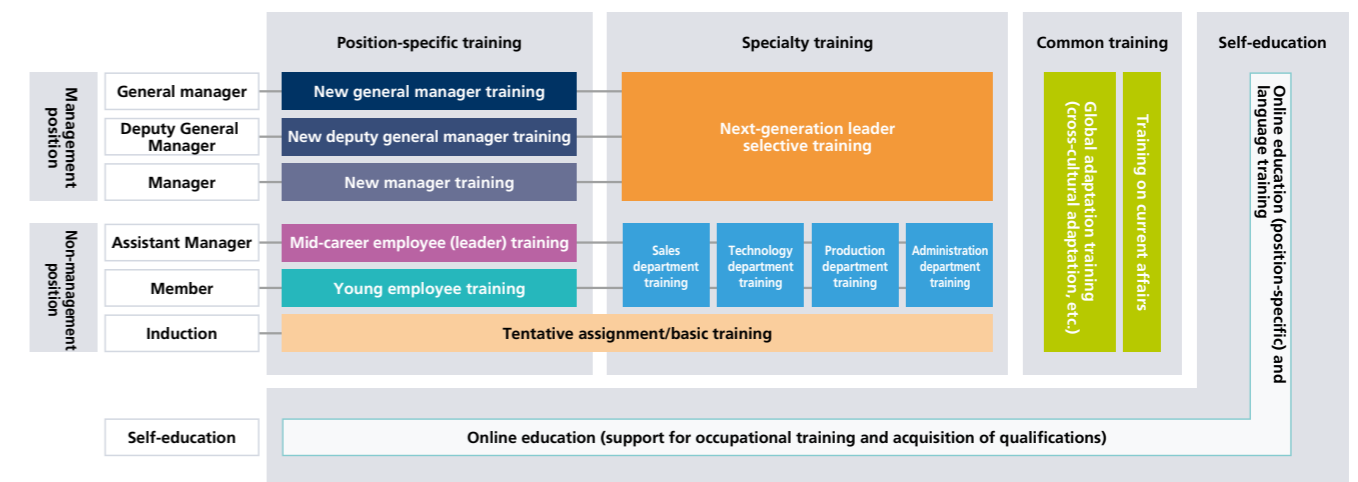 Position-specific training
Specialty training
Common training
Self-education
Management
position
General manager
New general manager training
Deputy General
Manager
New deputy general manager training
Manager
New manager training
Next-generation leader
selective training
Non-management
position
Assistant Manager
Mid-career employee (leader) training
Member
Young employee training
Sales
department
training
Technology
department
training
Production
department
training
Administration
department
training
Induction
Tentative assignment/basic training
Global adaptation training
(cross-cultural adaptation, etc.)
Training on current affairs
Online education (position-specific) and
language training
Self-education
Online education (support for occupational training and acquisition of qualifications)